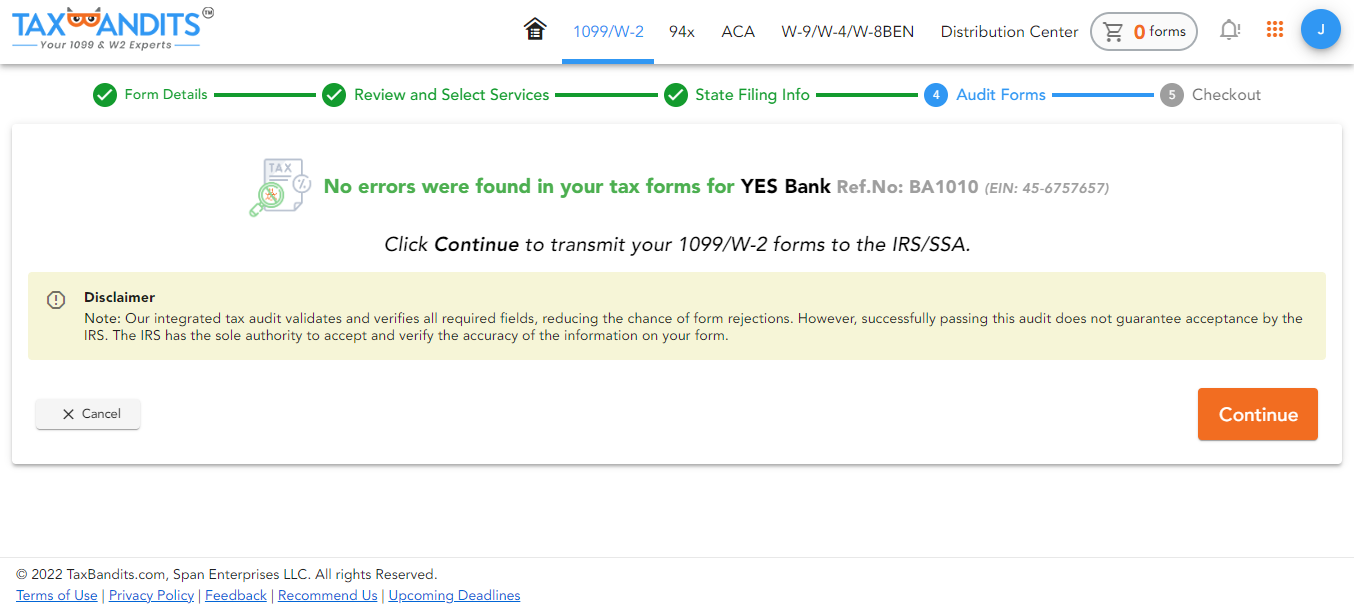 TAXBANDITS TM
Your 1099 & W2 Experts
1099/W-2 94x ACA W-9/W-4/W-8BEN Distribution Center 0 forms J
Form Details Review and Select Services State Filing Info 4 Audit Forms 5 Checkout
TAX %
No errors were found in your tax forms for YES Bank Ref.No: BA1010 (EIN: 45-6757657)
Click Continue to transmit your 1099/W-2 forms to the IRS/SSA.
Disclaimer
Note: Our integrated tax audit validates and verifies all required fields, reducing the chance of form rejections. However, successfully passing this audit does not guarantee acceptance by the
IRS. The IRS has the sole authority to accept and verify the accuracy of the information on your form.
Cancel
Continue
© 2022 TaxBandits.com, Span Enterprises LLC. All rights Reserved.
Terms of Use | Privacy Policy | Feedback | Recommend Us | Upcoming Deadlines